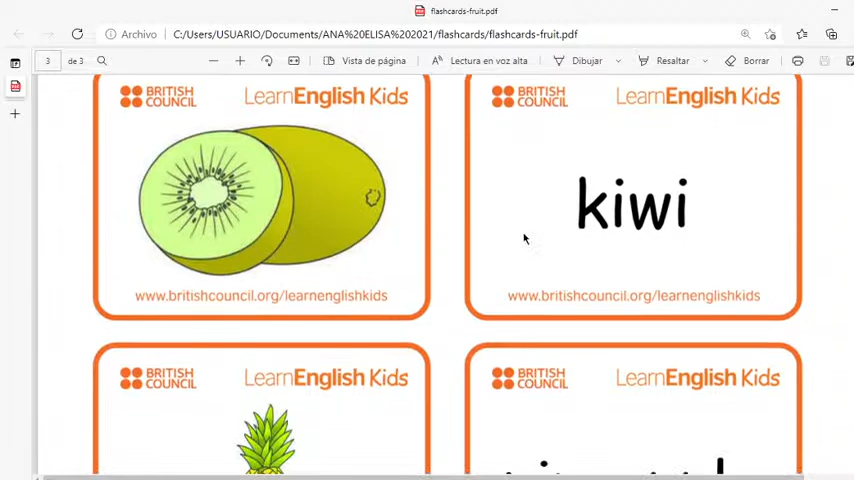 flashcards-fruit.pdf
Archivo C:/Users/USUARIO/Documents/ANA%20ELISA%202021/flashcards/flashcards-fruit.pdf
3 de 3 Vista de página Lectura en voz alta Dibujar Resaltar Borrar
BRITISH COUNCIL LearnEnglish Kids
www.britishcouncil.org/learnenglishkids
BRITISH COUNCIL LearnEnglish Kids
kiwi
www.britishcouncil.org/learnenglishkids
BRITISH COUNCIL LearnEnglish Kids
BRITISH COUNCIL LearnEnglish Kids